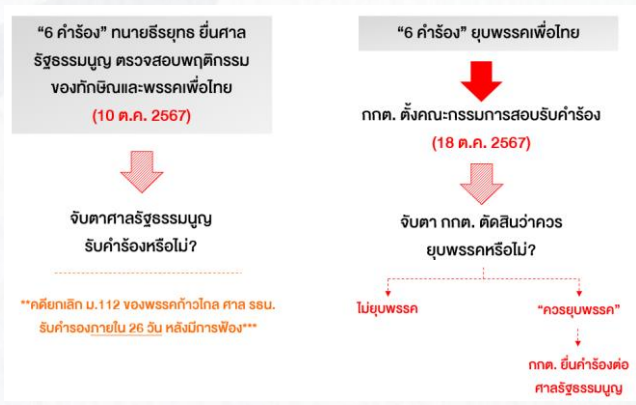 “6 คำร้อง” ทนายธีรยุทธ ยื่นศาล
รัฐธรรมนูญ ตรวจสอบพฤติกรรม
ของทักษิณและพรรคเพื่อไทย
(10 ต.ค. 2567)
จับตาศาลรัฐธรรมนูญ
รับคำร้องหรือไม่?
**คดียกเลิก ม.112 ของพรรคก้าวไกล ศาล รธน.
รับคำรองภายใน 26 วัน หลังมีการฟ้อง***
“6 คำร้อง” ยุบพรรคเพื่อไทย
กกต. ตั้งคณะกรรมการสอบรับคำร้อง
(18 ต.ค. 2567)
จับตา กกต. ตัดสินว่าควร
ยุบพรรคหรือไม่?
ไม่ยุบพรรค
“ควรยุบพรรค”
กกต. ยื่นคำร้องต่อ
ศาลรัฐธรรมนูญ